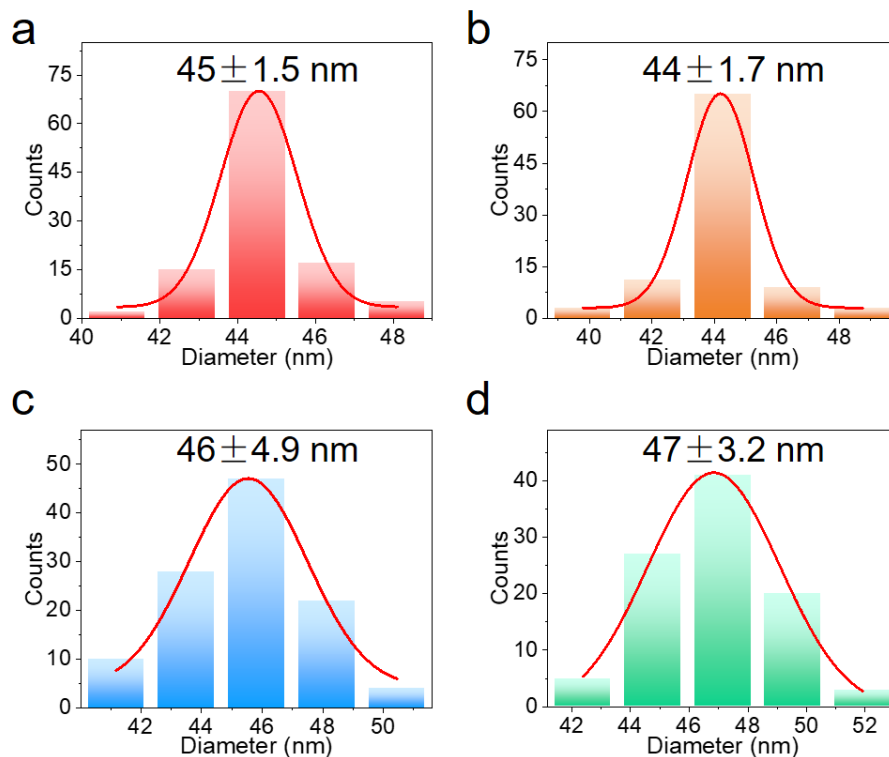 a
45±1.5 nm
75
60
45
30
15
0
Counts
40 42 44 46 48
Diameter (nm)
b
44±1.7 nm
75
60
45
30
15
0
Counts
40 42 44 46 48
Diameter (nm)
c
46±4.9 nm
50
40
30
20
10
0
Counts
42 44 46 48 50
Diameter (nm)
d
47±3.2 nm
40
30
20
10
0
Counts
42 44 46 48 50 52
Diameter (nm)